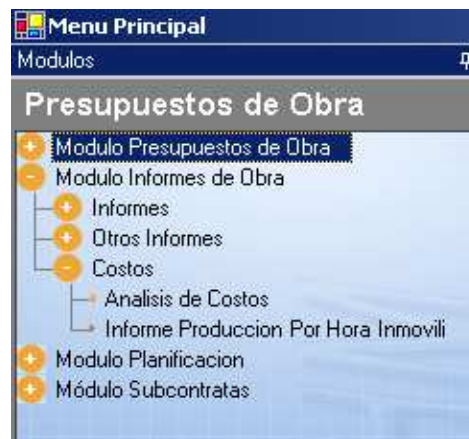 Menu Principal
Modulos
Presupuestos de Obra
Modulo Presupuestos de Obra
Modulo Informes de Obra
Informes
Otros Informes
Costos
Analisis de Costos
Informe Produccion Por Hora Inmovili
Modulo Planificacion
Módulo Subcontratas